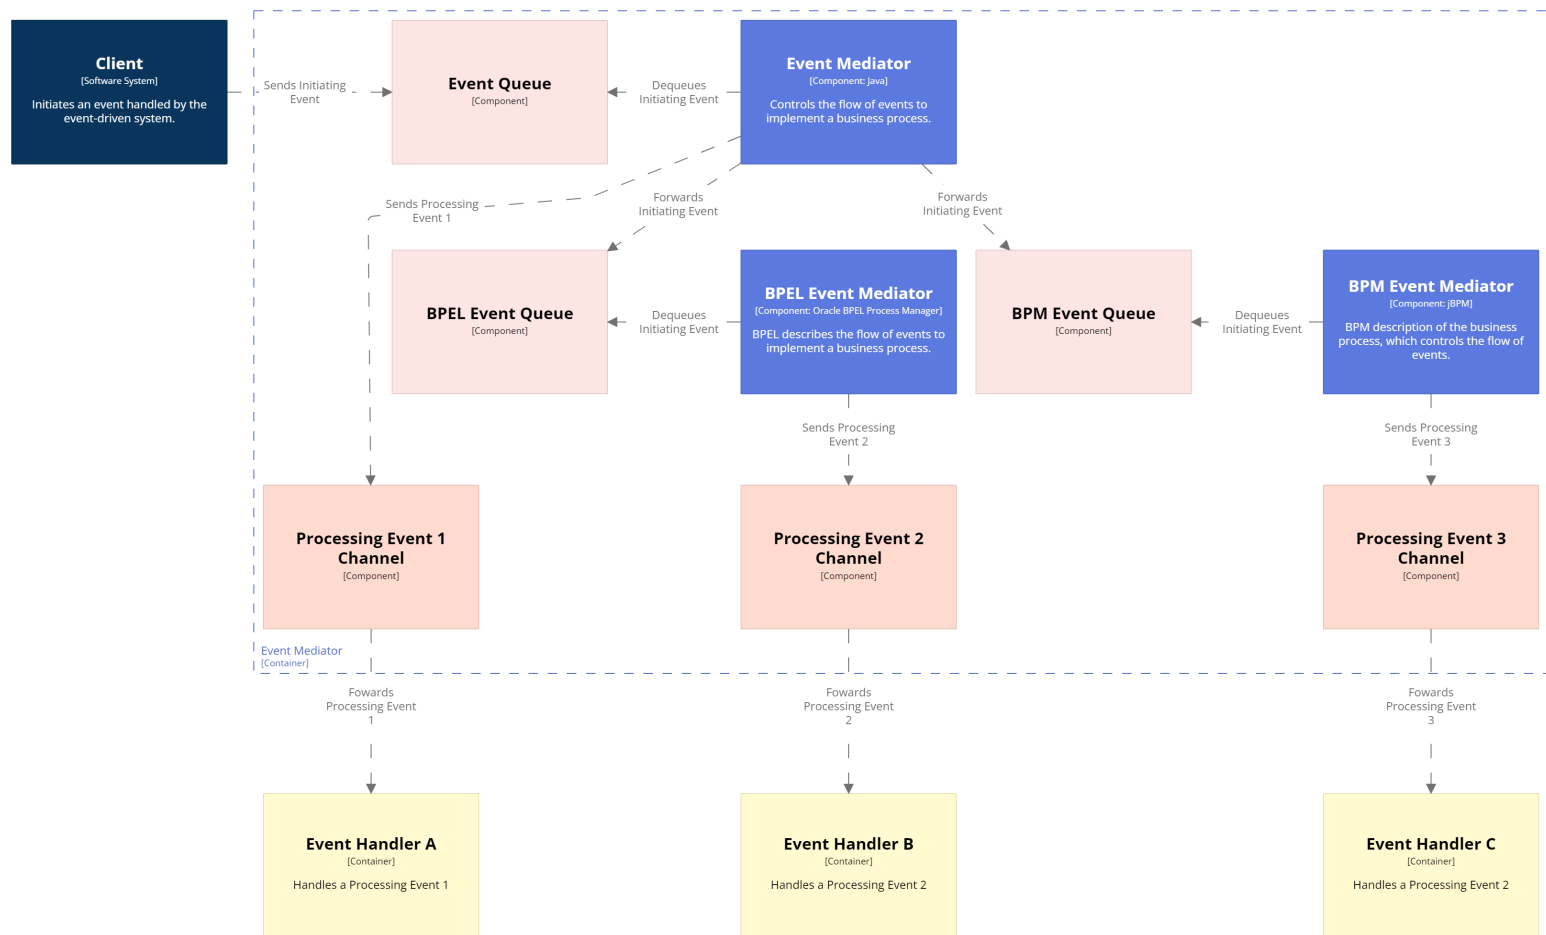 Client
[Software System]
Initiates an event handled by the
event-driven system.
Sends Initiating
Event
Event Queue
[Component]
Dequeues
Initiating Event
Event Mediator
[Component: Java]
Controls the flow of events to
implement a business process.
Sends Processing
Event 1
Forwards
Initiating Event
Forwards
Initiating Event
BPEL Event Queue
[Component]
Dequeues
Initiating Event
BPEL Event Mediator
[Component: Oracle BPEL Process Manager]
BPEL describes the flow of events to
implement a business process.
BPM Event Queue
[Component]
Dequeues
Initiating Event
BPM Event Mediator
[Component: jBPM]
BPM description of the business
process, which controls the flow of
events.
Sends Processing
Event 2
Sends Processing
Event 3
Processing Event 1
Channel
[Component]
Processing Event 2
Channel
[Component]
Processing Event 3
Channel
[Component]
Event Mediator
[Container]
Fowards
Processing Event
1
Fowards
Processing Event
2
Fowards
Processing Event
3
Event Handler A
[Container]
Handles a Processing Event 1
Event Handler B
[Container]
Handles a Processing Event 2
Event Handler C
[Container]
Handles a Processing Event 2